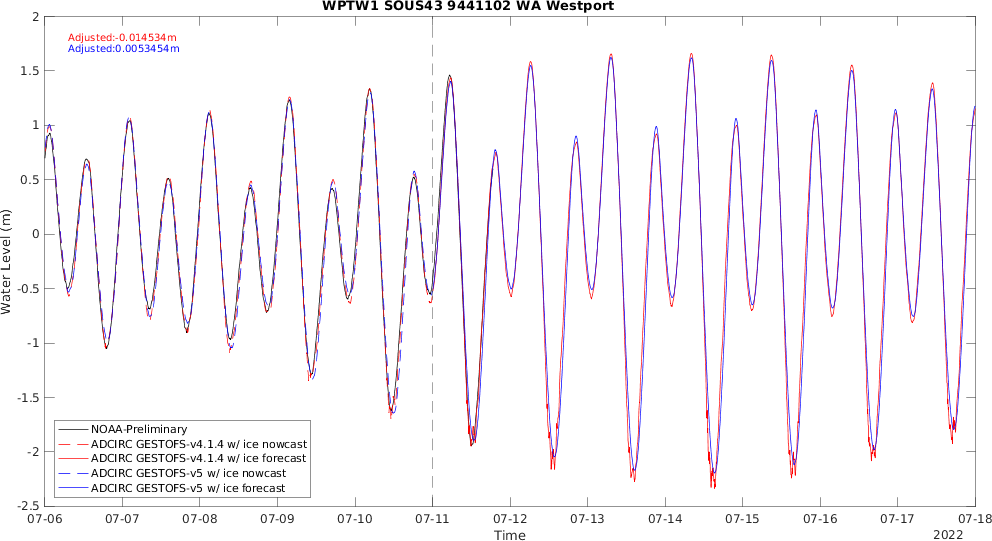 WPTW1 SOUS43 9441102 WA Westport
Adjusted:-0.014534m
Adjusted:0.0053454m
2
1.5
1
0.5
0
-0.5
-1
-1.5
-2
-2.5
Water Level (m)
NOAA-Preliminary
ADCIRC GESTOFS-v4.1.4 w/ ice nowcast
ADCIRC GESTOFS-v4.1.4 w/ ice forecast
ADCIRC GESTOFS-v5 w/ ice nowcast
ADCIRC GESTOFS-v5 w/ ice forecast
07-06 07-07 07-08 07-09 07-10 07-11 07-12 07-13 07-14 07-15 07-16 07-17 07-18
Time
2022